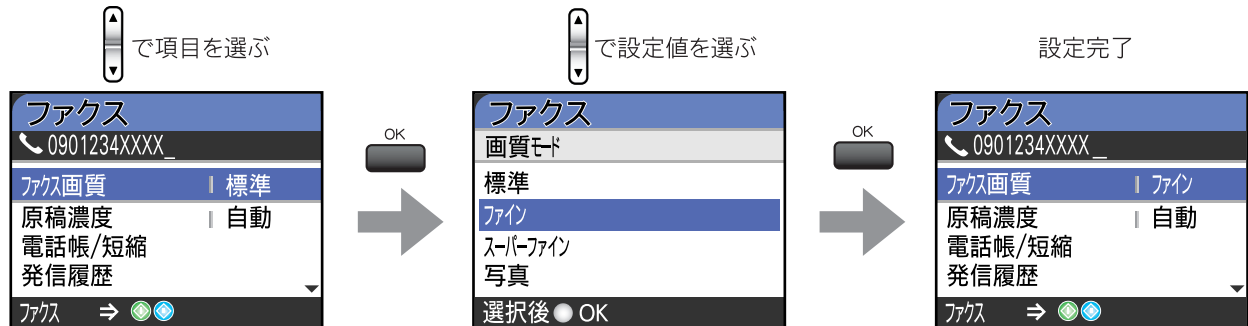 で項目を選ぶ
ファクス
0901234XXXX_
ファクス画質 標準
原稿濃度 自動
電話帳/短縮
発信履歴
ファクス ⇒
OK
で設定値を選ぶ
ファクス
画質モード
標準
ファイン
スーパーファイン
写真
選択後 OK
OK
設定完了
ファクス
0901234XXXX_
ファクス画質 ファイン
原稿濃度 自動
電話帳/短縮
発信履歴
ファクス ⇒